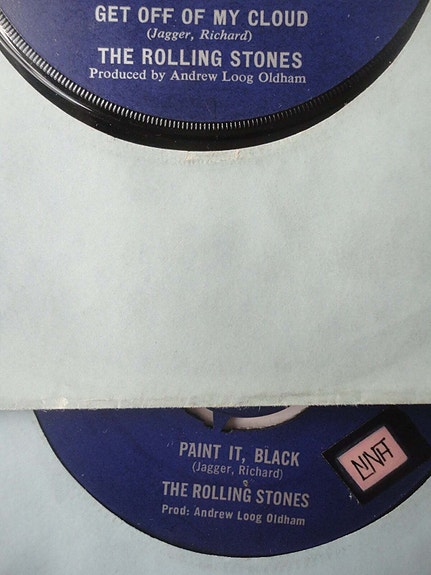 GET OFF OF MY CLOUD
(Jagger, Richard)
THE ROLLING STONES
Produced by Andrew Loog Oldham
PAINT IT, BLACK
(Jagger, Richard)
THE ROLLING STONES
Prod: Andrew Loog Oldham